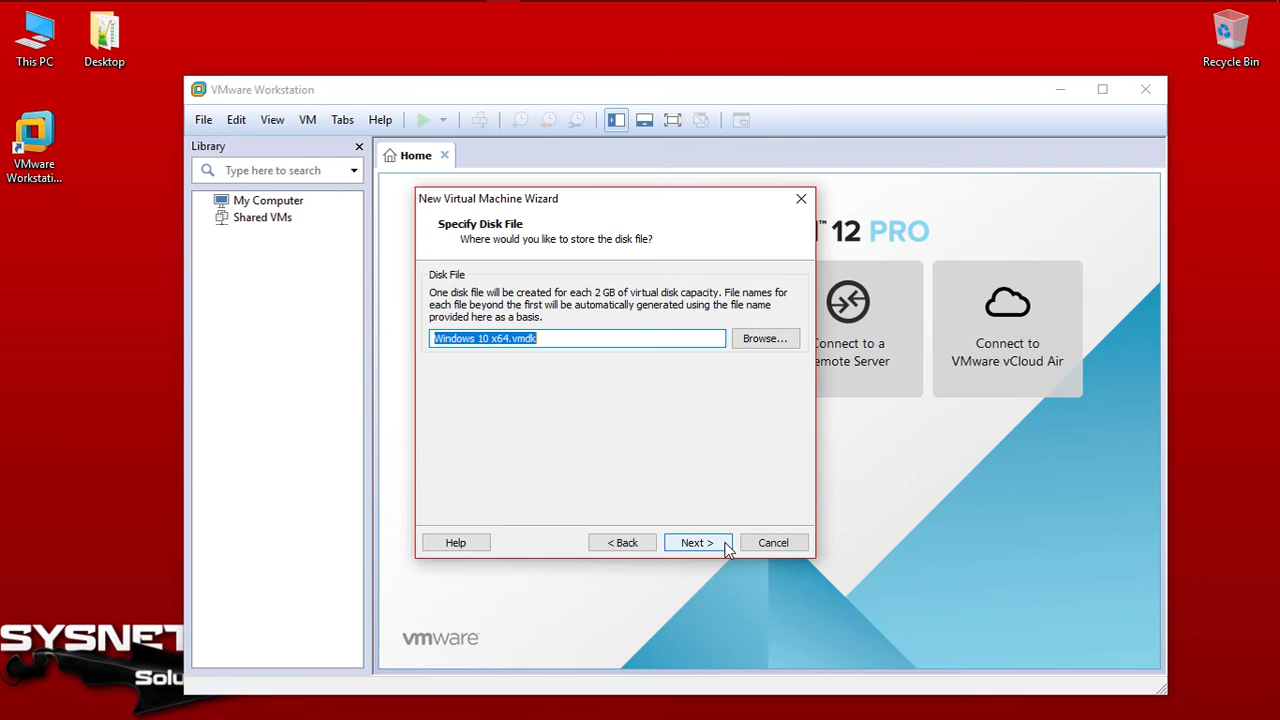 This PC
Desktop
Recycle Bin
VMware
Workstati...
VMware Workstation
File Edit View VM Tabs Help
Library
Type here to search
My Computer
Shared VMs
Home
™ 12 PRO
Connect to a
emote Server
Connect to
VMware vCloud Air
New Virtual Machine Wizard
Specify Disk File
Where would you like to store the disk file?
Disk File
One disk file will be created for each 2 GB of virtual disk capacity. File names for
each file beyond the first will be automatically generated using the file name
provided here as a basis.
Windows 10 x64.vmdk
Browse...
Help < Back Next > Cancel
vmware
SYSNET
Solu